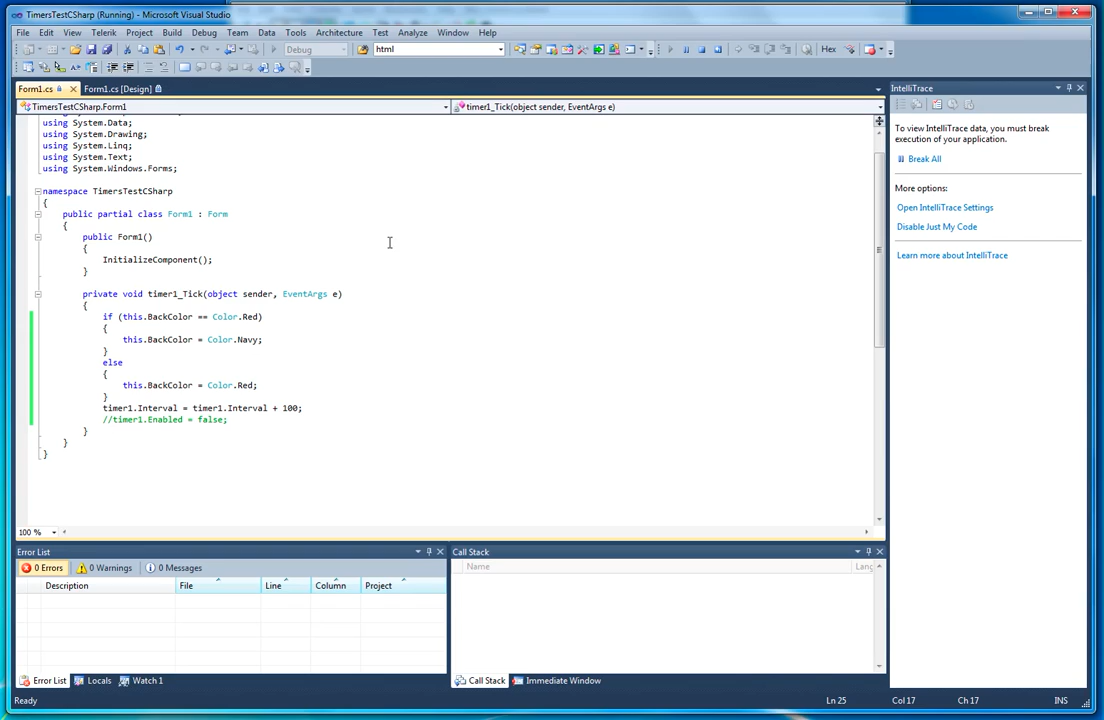 TimersTestCSharp (Running) - Microsoft Visual Studio
File Edit View Telerik Project Build Debug Team Data Tools Architecture Test Analyze Window Help
Debug html Hex
Form1.cs Form1.cs [Design]
TimersTestCSharp.Form1 timer1_Tick(object sender, EventArgs e)
using System.Data;
using System.Drawing;
using System.Linq;
using System.Text;
using System.Windows.Forms;
namespace TimersTestCSharp
{
public partial class Form1 : Form
{
public Form1()
{
InitializeComponent();
}
private void timer1_Tick(object sender, EventArgs e)
{
if (this.BackColor == Color.Red)
{
this.BackColor = Color.Navy;
}
else
{
this.BackColor = Color.Red;
}
timer1.Interval = timer1.Interval + 100;
//timer1.Enabled = false;
}
}
}
100 %
IntelliTrace
To view IntelliTrace data, you must break
execution of your application.
Break All
More options:
Open IntelliTrace Settings
Disable Just My Code
Learn more about IntelliTrace
Error List
0 Errors 0 Warnings 0 Messages
Description File Line Column Project
Error List Locals Watch 1
Call Stack
Name Lang
Call Stack Immediate Window
Ready Ln 25 Col 17 Ch 17 INS